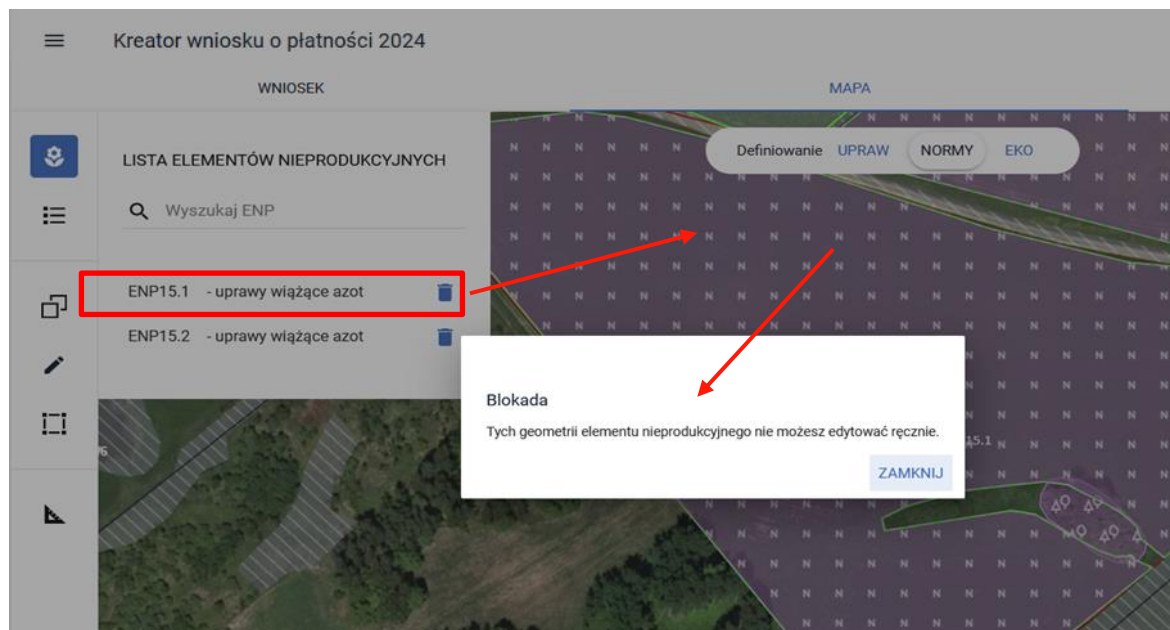 Kreator wniosku o płatności 2024
WNIOSEK
MAPA
LISTA ELEMENTÓW NIEPRODUKCYJNYCH
Definiowanie UPRAW NORMY EKO
Wyszukaj ENP
ENP15.1 - uprawy wiążące azot
ENP15.2 - uprawy wiążące azot
Blokada
Tych geometrii elementu nieprodukcyjnego nie możesz edytować ręcznie.
ZAMKNIJ